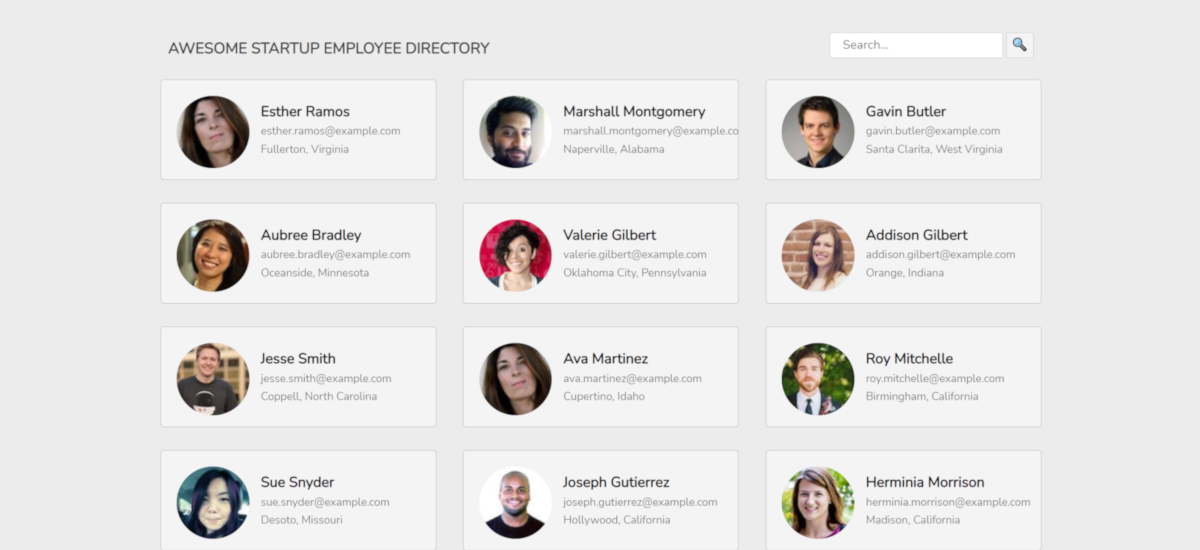 AWESOME STARTUP EMPLOYEE DIRECTORY
Search...
Esther Ramos
esther.ramos@example.com
Fullerton, Virginia
Marshall Montgomery
marshall.montgomery@example.co
Naperville, Alabama
Gavin Butler
gavin.butler@example.com
Santa Clarita, West Virginia
Aubree Bradley
aubree.bradley@example.com
Oceanside, Minnesota
Valerie Gilbert
valerie.gilbert@example.com
Oklahoma City, Pennsylvania
Addison Gilbert
addison.gilbert@example.com
Orange, Indiana
Jesse Smith
jesse.smith@example.com
Coppell, North Carolina
Ava Martinez
ava.martinez@example.com
Cupertino, Idaho
Roy Mitchelle
roy.mitchelle@example.com
Birmingham, California
Sue Snyder
sue.snyder@example.com
Desoto, Missouri
Joseph Gutierrez
joseph.gutierrez@example.com
Hollywood, California
Herminia Morrison
herminia.morrison@example.com
Madison, California